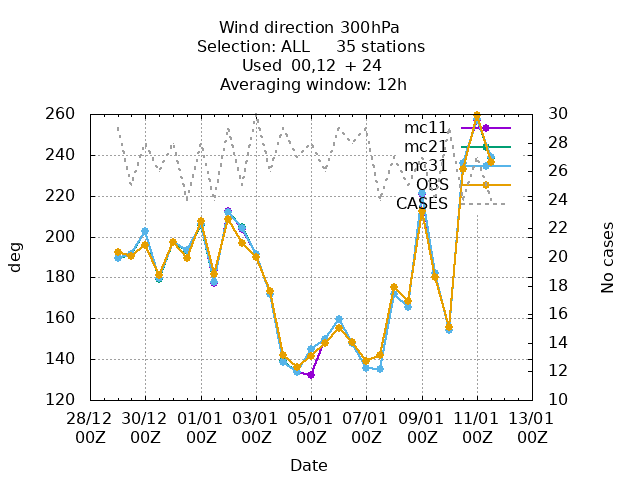 Wind direction 300hPa
Selection: ALL 35 stations
Used 00,12 + 24
Averaging window: 12h
260
240
220
200
180
160
140
120
deg
30
28
26
24
22
20
18
16
14
12
10
No cases
mc11
mc21
mc31
OBS
CASES
28/12 30/12 01/01 03/01 05/01 07/01 09/01 11/01 13/01
00Z 00Z 00Z 00Z 00Z 00Z 00Z 00Z 00Z
Date